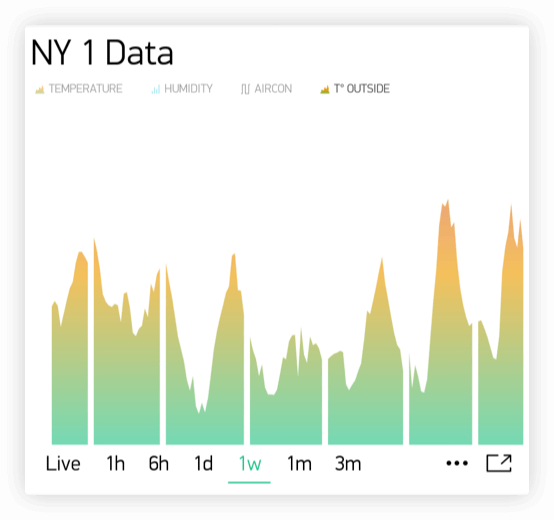 NY 1 Data
TEMPERATURE HUMIDITY AIRCON T° OUTSIDE
Live 1h 6h 1d 1w 1m 3m